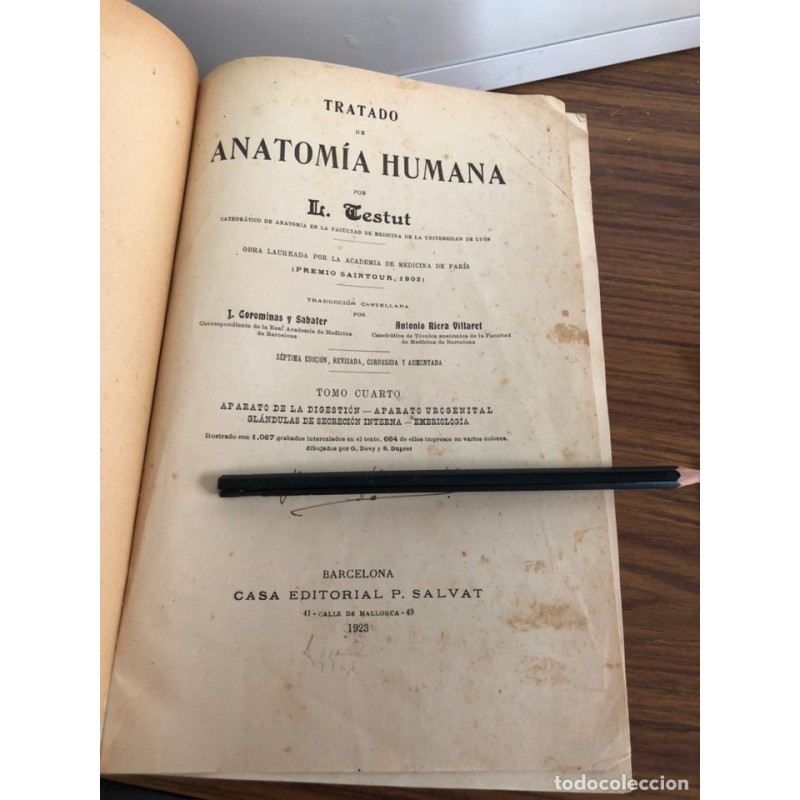 TRATADO
DE
ANATOMÍA HUMANA
POR
L. Testut
CATEDRÁTICO DE ANATOMÍA EN LA FACULTAD DE MEDICINA DE LA UNIVERSIDAD DE LYÓN
OBRA LAUREADA POR LA ACADEMIA DE MEDICINA DE PARÍS
(PREMIO SAINTOUR, 1902)
TRADUCCIÓN CASTELLANA
POR
J. Corominas y Sabater
Correspondiente de la Real Academia de Medicina
de Barcelona
Antonio Riera Villaret
Catedrático de Técnica anatómica de la Facultad
de Medicina de Barcelona
SÉPTIMA EDICIÓN, REVISADA, CORREGIDA Y AUMENTADA
TOMO CUARTO
APARATO DE LA DIGESTIÓN — APARATO UROGENITAL
GLÁNDULAS DE SECRECIÓN INTERNA — EMBRIOLOGÍA
Ilustrado con 1.067 grabados intercalados en el texto, 664 de ellos impresos en varios colores,
dibujados por G. Devy y S. Dupret
BARCELONA
CASA EDITORIAL P. SALVAT
41 - CALLE DE MALLORCA - 49
1923
todocoleccion